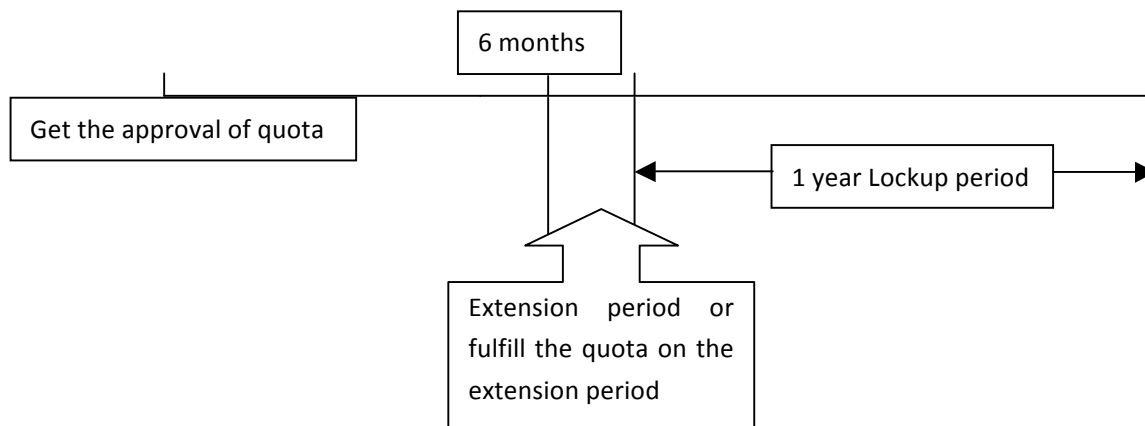 6 months
Get the approval of quota
1 year Lockup period
Extension period or
fulfill the quota on the
extension period